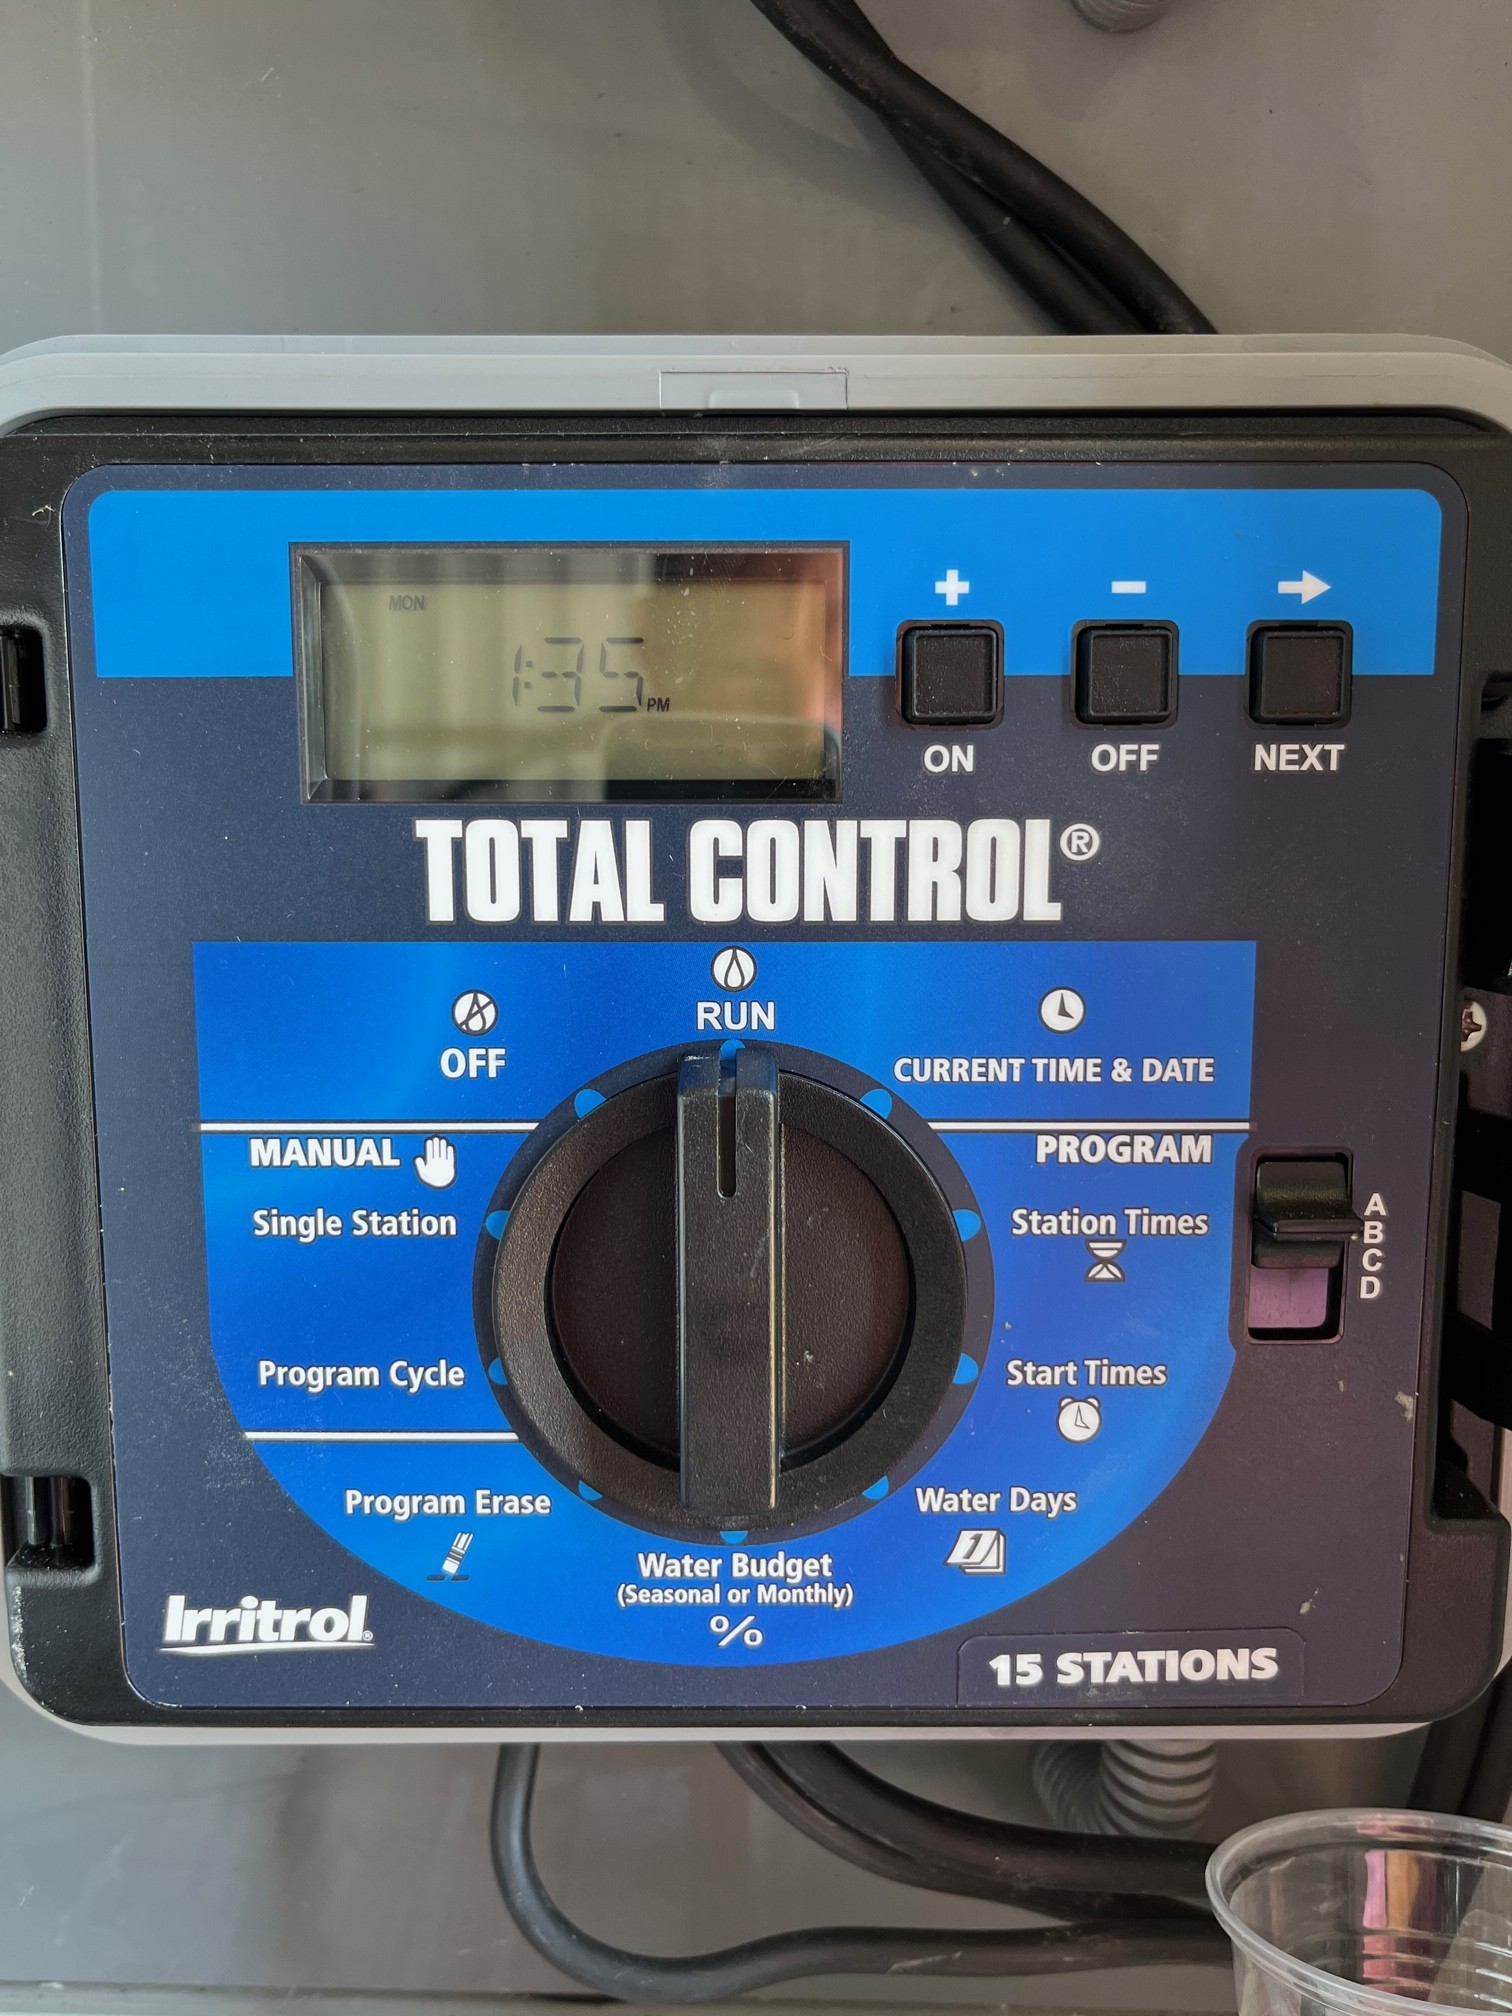 MON
1:35 PM
+ - →
ON OFF NEXT
TOTAL CONTROL®
RUN
OFF
CURRENT TIME & DATE
MANUAL
PROGRAM
Single Station
Station Times
A
B
C
D
Program Cycle
Start Times
Program Erase
Water Days
1
Water Budget
(Seasonal or Monthly)
%
Irritrol®
15 STATIONS